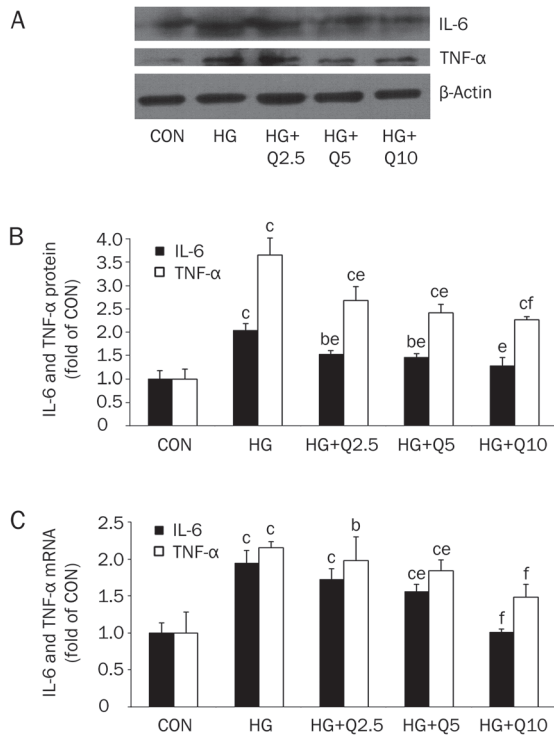 A
IL-6
TNF-α
β-Actin
CON HG HG+ HG+ HG+
Q2.5 Q5 Q10
B
IL-6 and TNF-α protein
(fold of CON)
4.0
3.5
3.0
2.5
2.0
1.5
1.0
0.5
0
IL-6
TNF-α
c c be ce be ce e cf
CON HG HG+Q2.5 HG+Q5 HG+Q10
C
IL-6 and TNF-α mRNA
(fold of CON)
2.5
2.0
1.5
1.0
0.5
0
IL-6
TNF-α
c c c b ce ce f f
CON HG HG+Q2.5 HG+Q5 HG+Q10